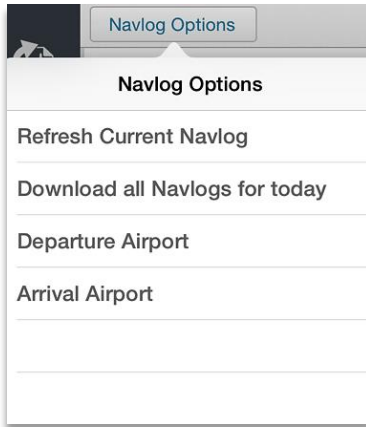 Navlog Options
Navlog Options
Refresh Current Navlog
Download all Navlogs for today
Departure Airport
Arrival Airport